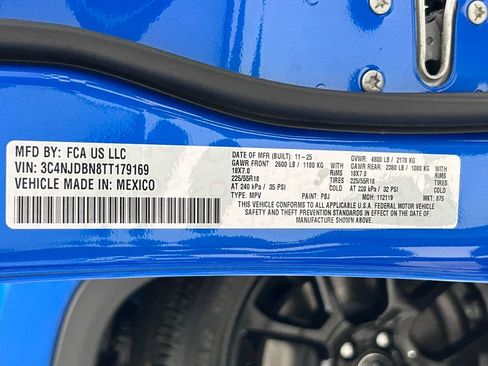 MFD BY: FCA US LLC
VIN: 3C4NJDBN8TT179169
VEHICLE MADE IN: MEXICO
DATE OF MFR (BUILT): 11-25 GVWR: 4800 LB / 2178 KG
GAWR FRONT: 2600 LB / 1180 KG WITH GAWR REAR: 2380 LB / 1080 KG WITH
18X7.0 RIMS 18X7.0 RIMS
225/55R18 TIRES 225/55R18 TIRES
AT 240 kPa / 35 PSI AT 220 kPa / 32 PSI
TYPE: MPV PAINT: PBJ MDH: 112119 MKT: 875
THIS VEHICLE CONFORMS TO ALL APPLICABLE U.S.A. FEDERAL MOTOR VEHICLE
SAFETY AND THEFT PREVENTION STANDARDS IN EFFECT ON THE DATE OF
MANUFACTURE SHOWN ABOVE.